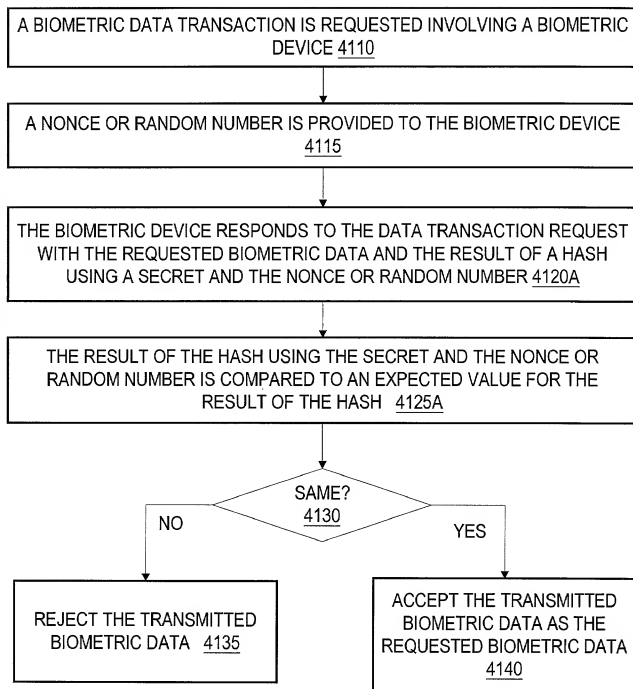 A BIOMETRIC DATA TRANSACTION IS REQUESTED INVOLVING A BIOMETRIC
DEVICE 4110
A NONCE OR RANDOM NUMBER IS PROVIDED TO THE BIOMETRIC DEVICE
4115
THE BIOMETRIC DEVICE RESPONDS TO THE DATA TRANSACTION REQUEST
WITH THE REQUESTED BIOMETRIC DATA AND THE RESULT OF A HASH
USING A SECRET AND THE NONCE OR RANDOM NUMBER 4120A
THE RESULT OF THE HASH USING THE SECRET AND THE NONCE OR
RANDOM NUMBER IS COMPARED TO AN EXPECTED VALUE FOR THE
RESULT OF THE HASH 4125A
SAME?
4130
NO
YES
REJECT THE TRANSMITTED
BIOMETRIC DATA 4135
ACCEPT THE TRANSMITTED
BIOMETRIC DATA AS THE
REQUESTED BIOMETRIC DATA
4140